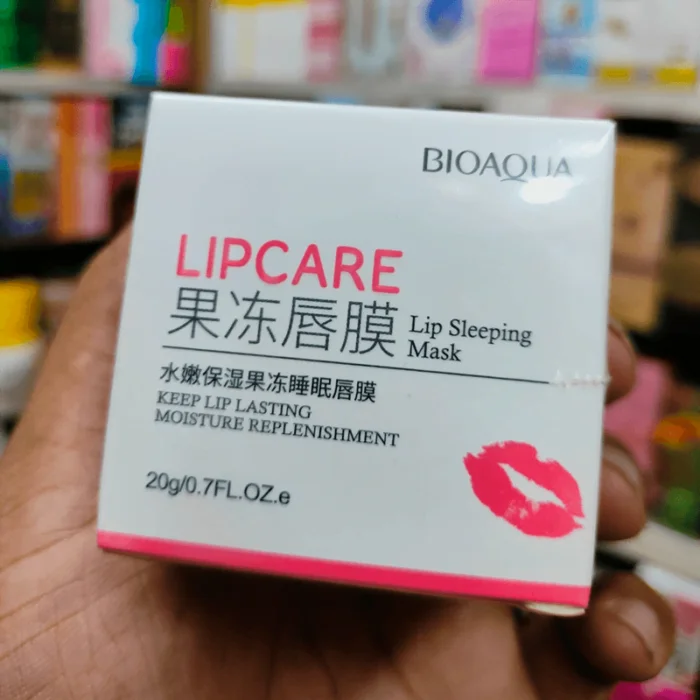 BIOAQUA
LIPCARE
果冻唇膜 Lip Sleeping
Mask
水嫩保湿果冻睡眠唇膜
KEEP LIP LASTING
MOISTURE REPLENISHMENT
20g/0.7FL.OZ.e